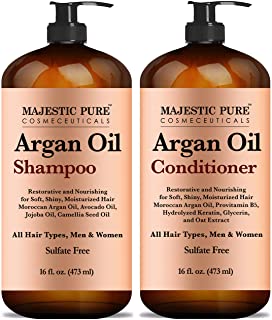 MAJESTIC PURE™
COSMECEUTICALS
Argan Oil
Shampoo
Restorative and Nourishing
for Soft, Shiny, Moisturized Hair
Moroccan Argan Oil, Avocado Oil,
Jojoba Oil, Camellia Seed Oil
All Hair Types, Men & Women
Sulfate Free
16 fl. oz. (473 ml)
MAJESTIC PURE™
COSMECEUTICALS
Argan Oil
Conditioner
Restorative and Nourishing
for Soft, Shiny, Moisturized Hair
Moroccan Argan Oil, Provitamin B5,
Hydrolyzed Keratin, Glycerin,
and Oat Extract
All Hair Types, Men & Women
Sulfate Free
16 fl. oz. (473 ml)